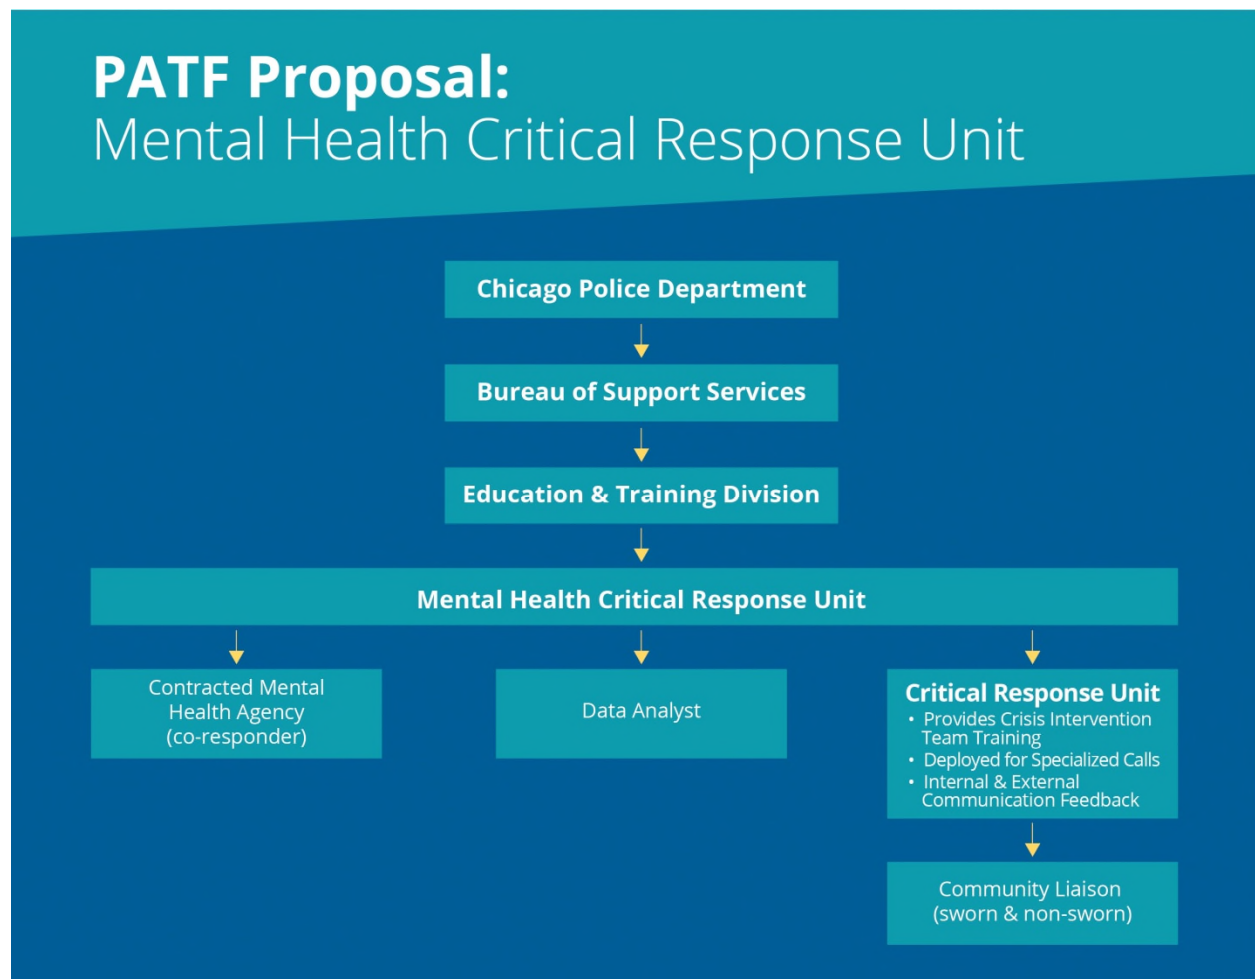 PATF Proposal:
Mental Health Critical Response Unit
Chicago Police Department
Bureau of Support Services
Education & Training Division
Mental Health Critical Response Unit
Contracted Mental
Health Agency
(co-responder)
Data Analyst
Critical Response Unit
• Provides Crisis Intervention
Team Training
• Deployed for Specialized Calls
• Internal & External
Communication Feedback
Community Liaison
(sworn & non-sworn)